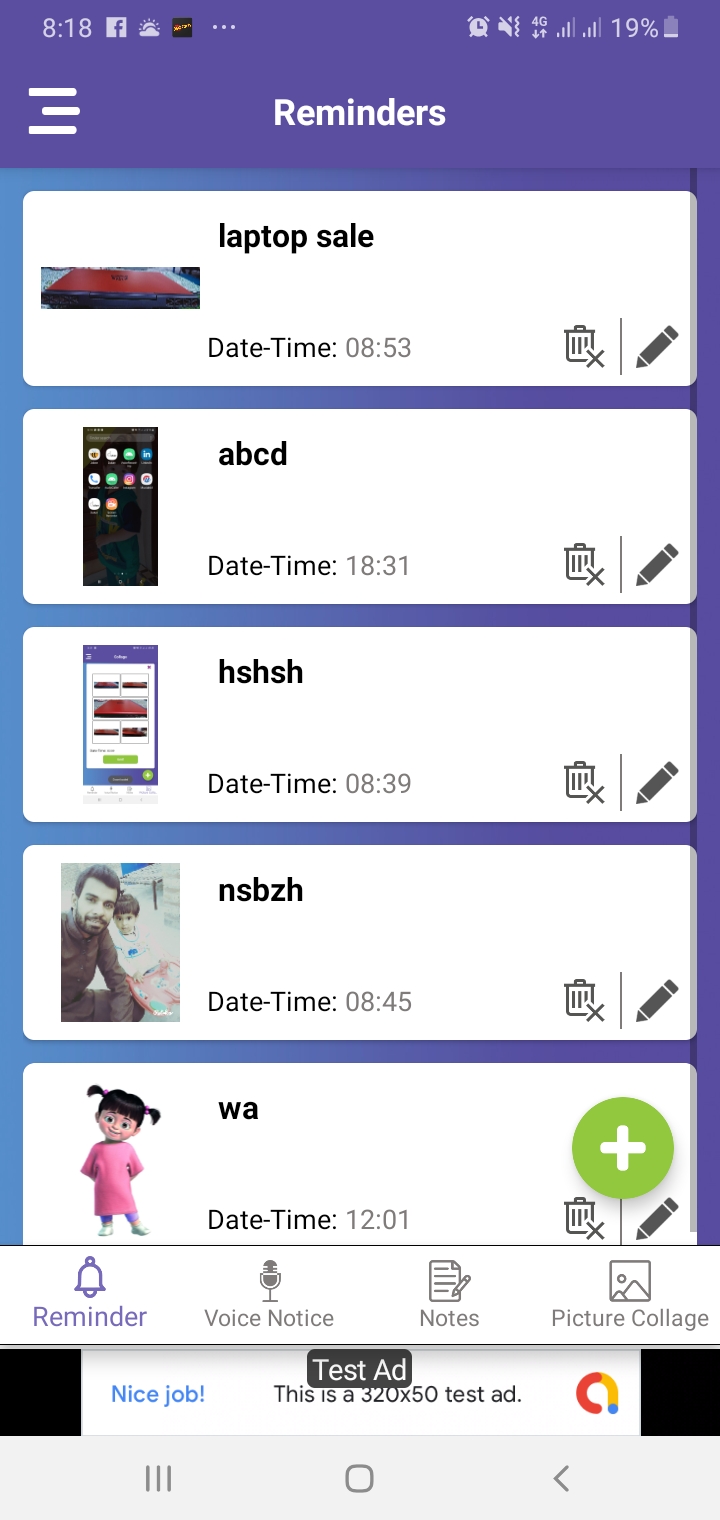 8:18 4G 19%
Reminders
laptop sale
Date-Time: 08:53
abcd
Date-Time: 18:31
hshsh
Date-Time: 08:39
nsbzh
Date-Time: 08:45
wa
Date-Time: 12:01
Reminder Voice Notice Notes Picture Collage
Test Ad
Nice job! This is a 320x50 test ad.